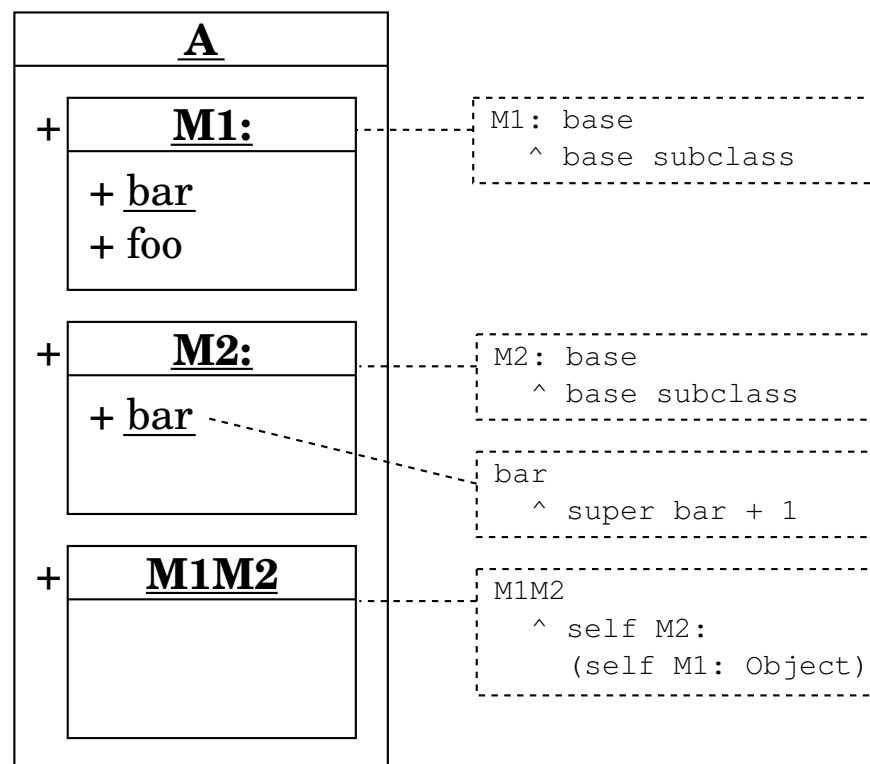 A
+ M1:
+ bar
+ foo
M1: base
^ base subclass
+ M2:
+ bar
M2: base
^ base subclass
bar
^ super bar + 1
+ M1M2
M1M2
^ self M2:
(self M1: Object)